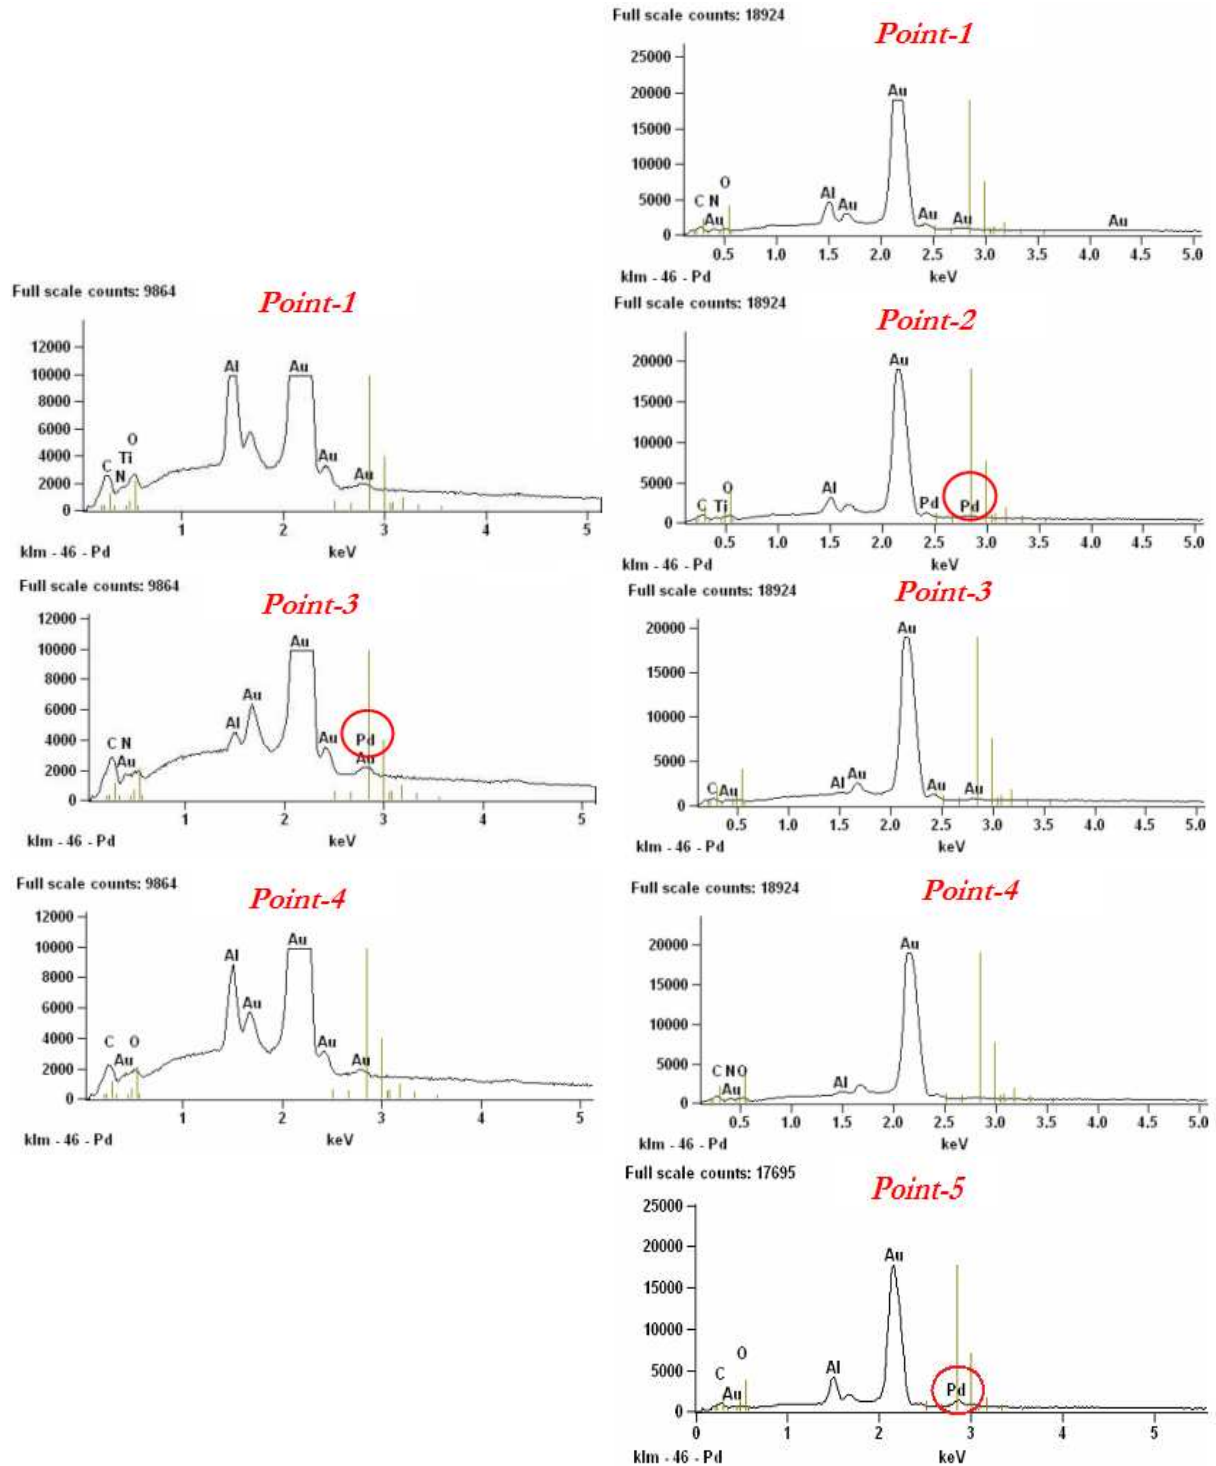 Full scale counts: 9864
Point-1
12000
10000
8000
6000
4000
2000
0
C
N
Ti
O
Al
Au
Au
Au
1 2 3 4 5
klm - 46 - Pd keV
Full scale counts: 9864
Point-3
12000
10000
8000
6000
4000
2000
0
C N
Au
Al
Au
Au
Au
Pd
Au
1 2 3 4 5
klm - 46 - Pd keV
Full scale counts: 9864
Point-4
12000
10000
8000
6000
4000
2000
0
C O
Au
Al
Au
Au
Au
Au
1 2 3 4 5
klm - 46 - Pd keV
Full scale counts: 18924
Point-1
25000
20000
15000
10000
5000
0
O
C N
Au
Al
Au
Au
Au
Au
Au
0.5 1.0 1.5 2.0 2.5 3.0 3.5 4.0 4.5 5.0
klm - 46 - Pd keV
Full scale counts: 18924
Point-2
20000
15000
10000
5000
0
C Ti O
Al
Au
Pd
Pd
0.5 1.0 1.5 2.0 2.5 3.0 3.5 4.0 4.5 5.0
klm - 46 - Pd keV
Full scale counts: 18924
Point-3
20000
15000
10000
5000
0
C Au
Al Au
Au
Au
Au
0.5 1.0 1.5 2.0 2.5 3.0 3.5 4.0 4.5 5.0
klm - 46 - Pd keV
Full scale counts: 18924
Point-4
20000
15000
10000
5000
0
C N O
Au
Al
Au
0.5 1.0 1.5 2.0 2.5 3.0 3.5 4.0 4.5 5.0
klm - 46 - Pd keV
Full scale counts: 17695
Point-5
25000
20000
15000
10000
5000
0
O
C
Au
Al
Au
Pd
0 1 2 3 4 5
klm - 46 - Pd keV